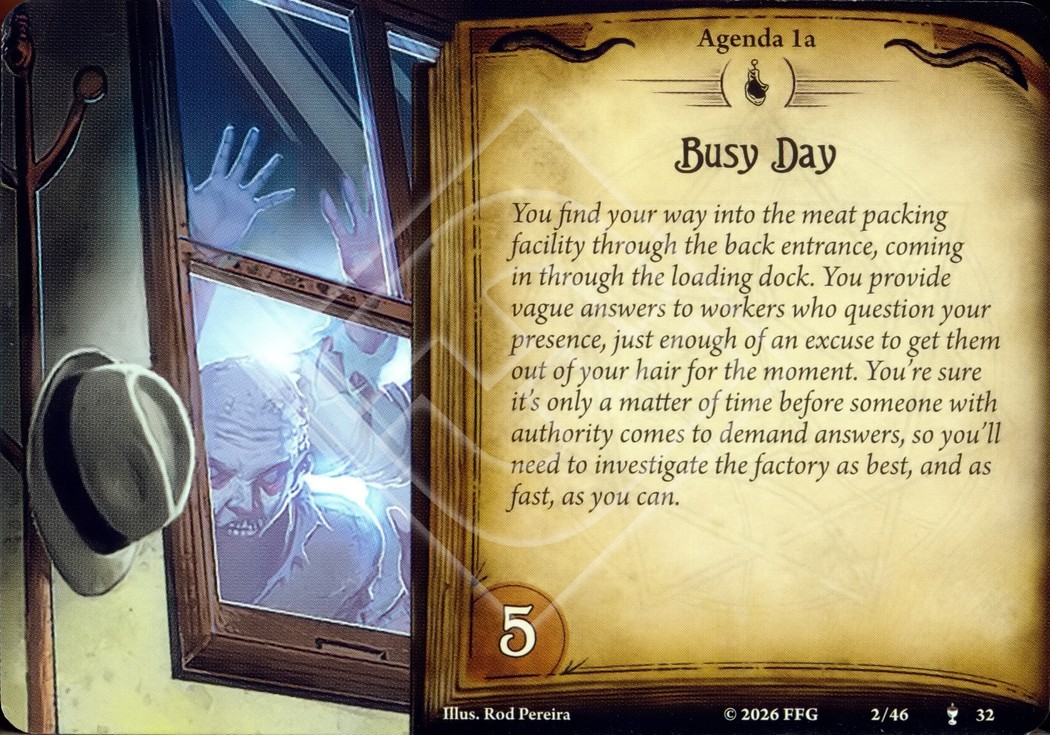 Agenda 1a
Busy Day
You find your way into the meat packing
facility through the back entrance, coming
in through the loading dock. You provide
vague answers to workers who question your
presence, just enough of an excuse to get them
out of your hair for the moment. You're sure
it's only a matter of time before someone with
authority comes to demand answers, so you'll
need to investigate the factory as best, and as
fast, as you can.
5
Illus. Rod Pereira © 2026 FFG 2/46 32